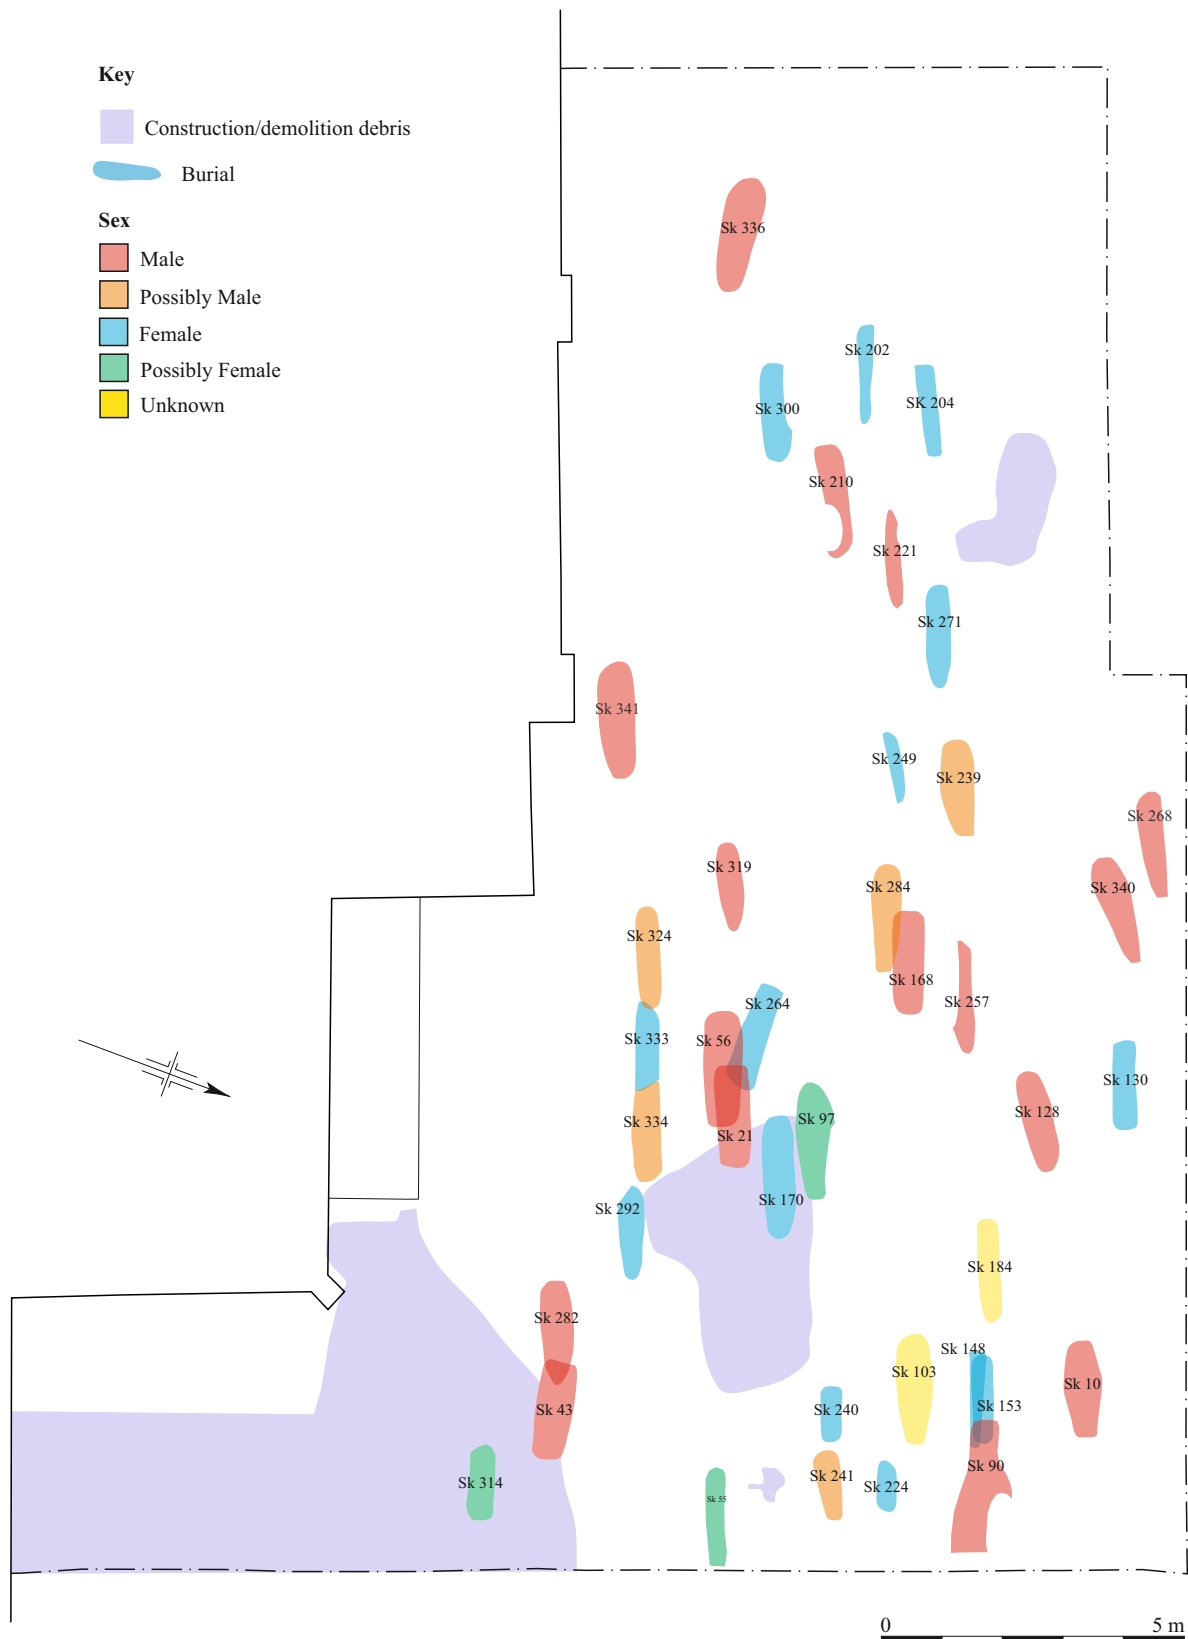 Key
Construction/demolition debris
Burial
Sex
Male
Possibly Male
Female
Possibly Female
Unknown
Sk 336
Sk 202
Sk 300
SK 204
Sk 210
Sk 221
Sk 271
Sk 341
Sk 249
Sk 239
Sk 268
Sk 319
Sk 284
Sk 340
Sk 324
Sk 168
Sk 257
Sk 264
Sk 333
Sk 56
Sk 130
Sk 128
Sk 334
Sk 21
Sk 97
Sk 170
Sk 292
Sk 184
Sk 282
Sk 148
Sk 103
Sk 10
Sk 43
Sk 240
Sk 153
Sk 90
Sk 314
Sk 241
Sk 224
Sk 55
0 5 m